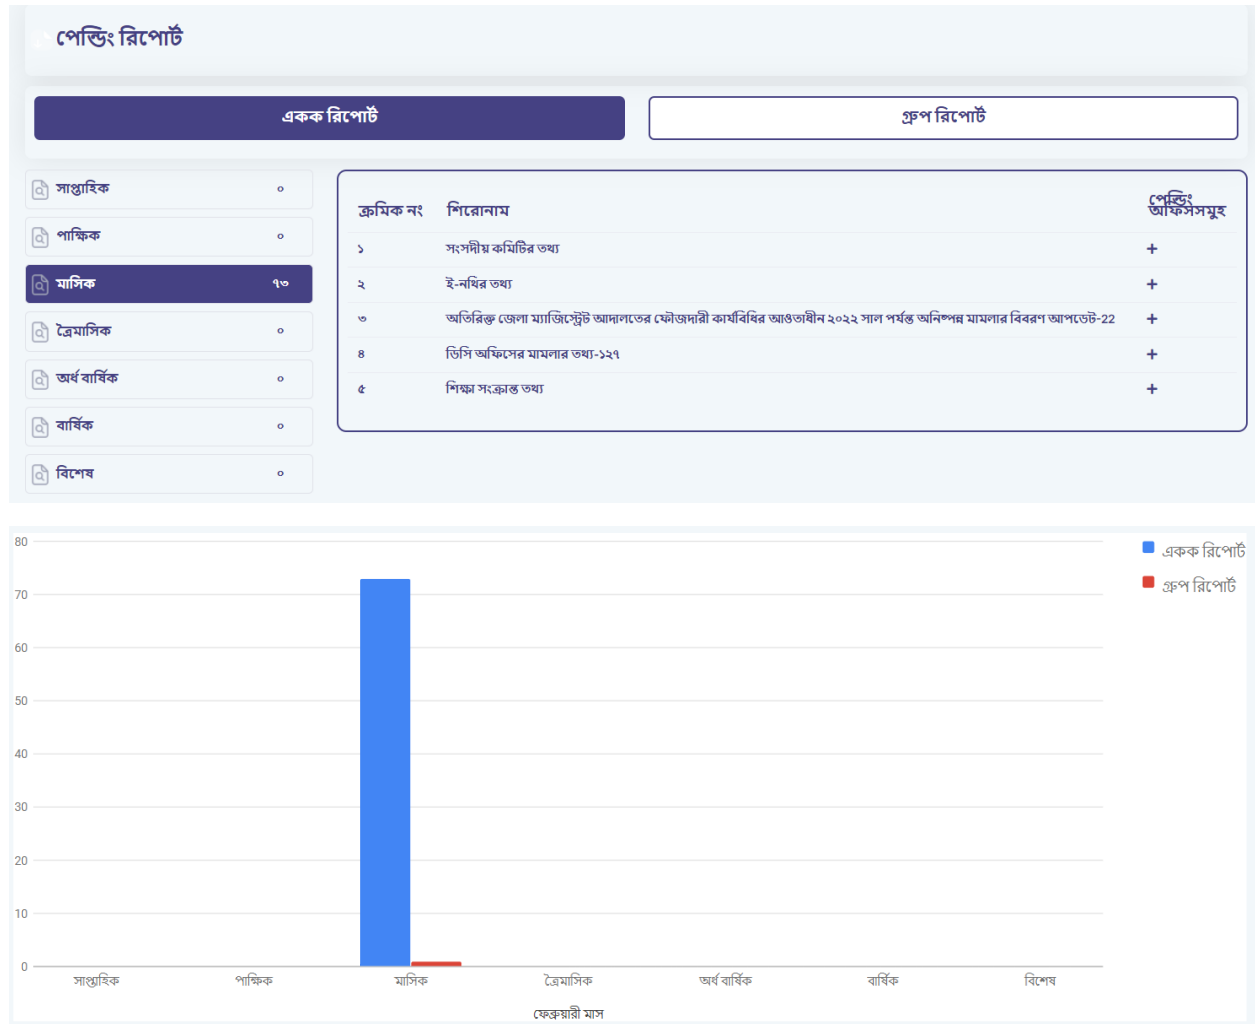 পেন্ডিং রিপোর্ট
একক রিপোর্ট গ্রুপ রিপোর্ট
সাপ্তাহিক ০
পাক্ষিক ০
মাসিক ৭৩
ত্রৈমাসিক ০
অর্ধ বার্ষিক ০
বার্ষিক ০
বিশেষ ০
ক্রমিক নং শিরোনাম পেন্ডিং অফিসসমুহ
১ সংসদীয় কমিটির তথ্য +
২ ই-নথির তথ্য +
৩ অতিরিক্ত জেলা ম্যাজিস্ট্রেট আদালতের ফৌজদারী কার্যবিধির আওতাধীন ২০২২ সাল পর্যন্ত অনিষ্পন্ন মামলার বিবরণ আপডেট-22 +
৪ ডিসি অফিসের মামলার তথ্য-১২৭ +
৫ শিক্ষা সংক্রান্ত তথ্য +
80
70
60
50
40
30
20
10
0
সাপ্তাহিক পাক্ষিক মাসিক ত্রৈমাসিক অর্ধ বার্ষিক বার্ষিক বিশেষ
ফেব্রুয়ারী মাস
একক রিপোর্ট
গ্রুপ রিপোর্ট